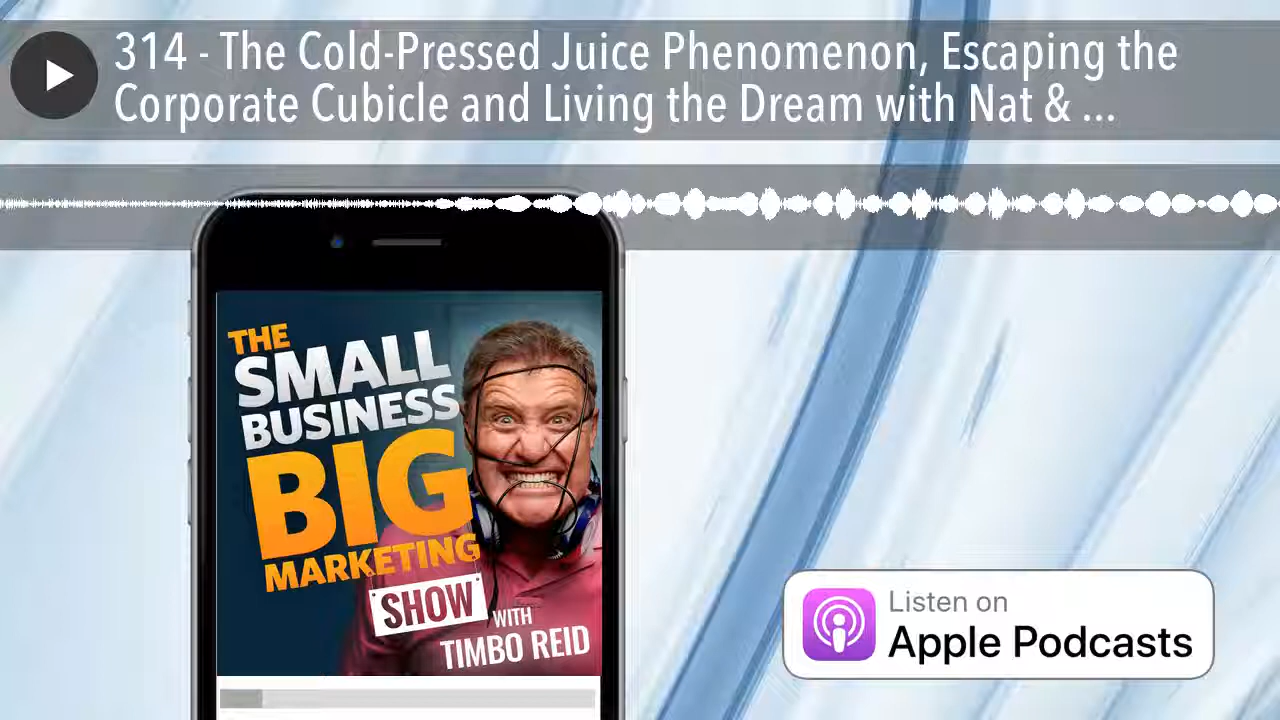 314 - The Cold-Pressed Juice Phenomenon, Escaping the
Corporate Cubicle and Living the Dream with Nat & ...
THE
SMALL
BUSINESS
BIG
MARKETING
SHOW
WITH
TIMBO REID
Listen on
Apple Podcasts